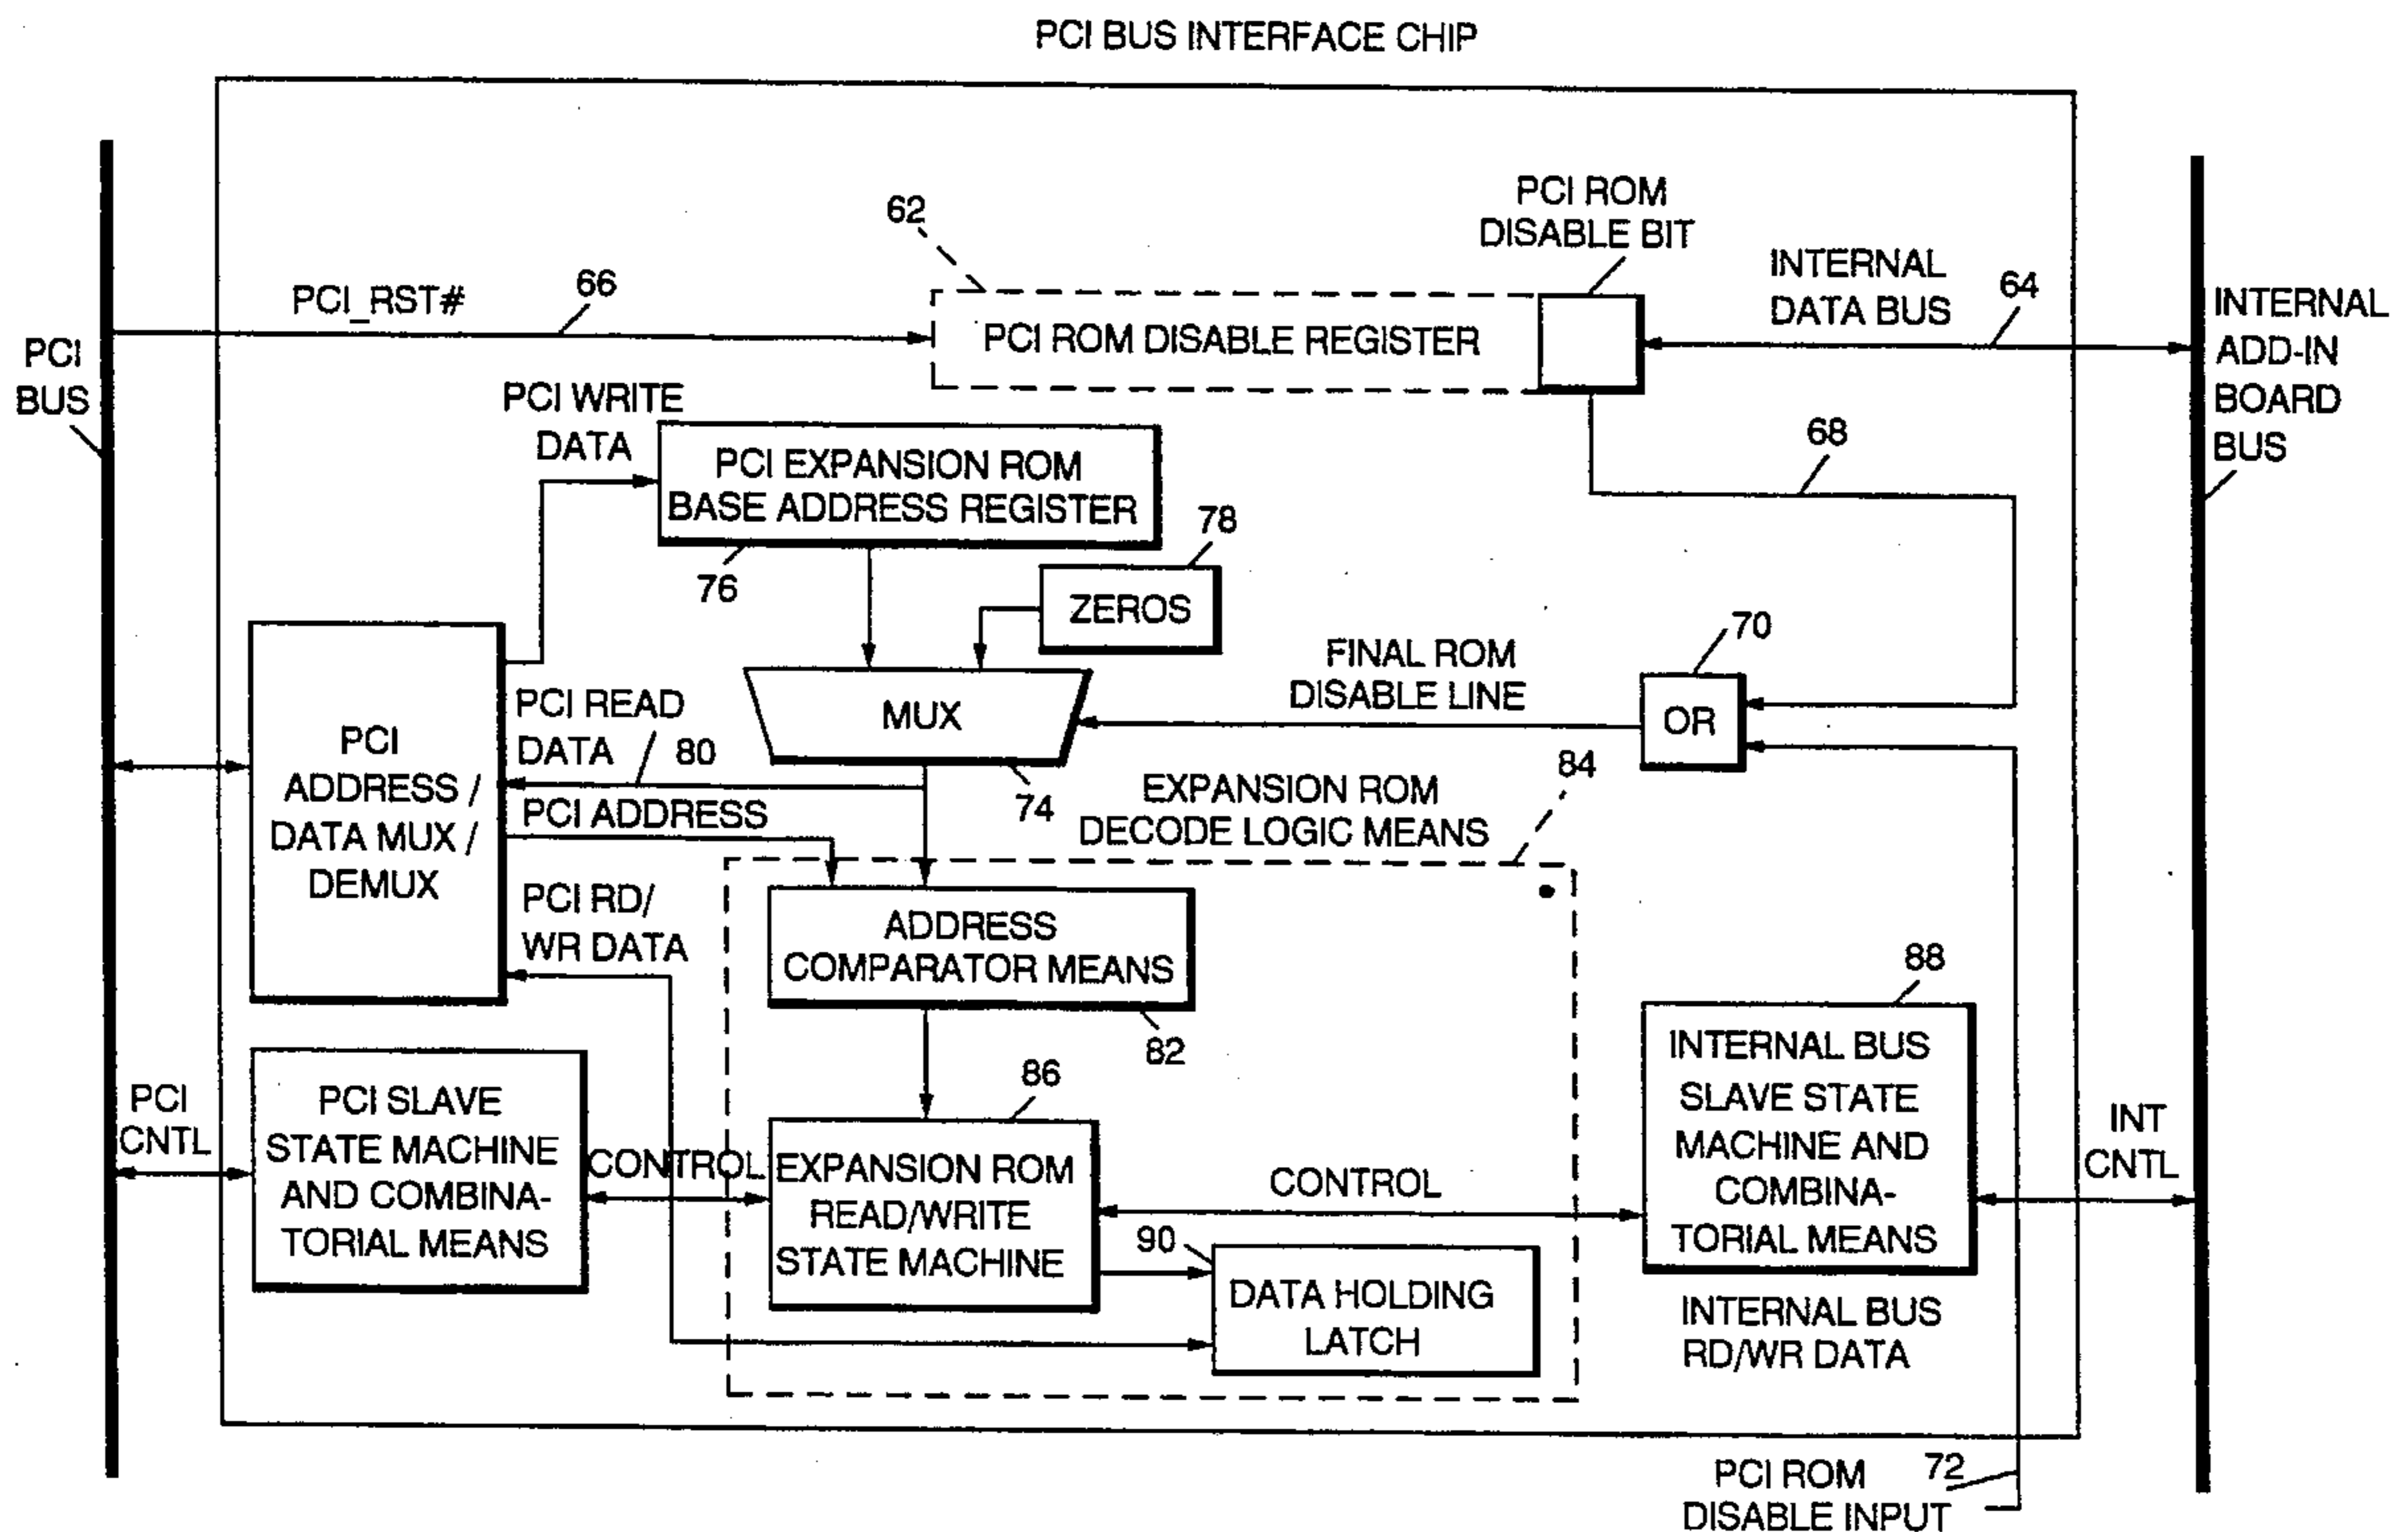 PCI BUS INTERFACE CHIP
PCI ROM
DISABLE BIT
62
INTERNAL
DATA BUS
64
PCI_RST#
66
PCI ROM DISABLE REGISTER
INTERNAL
ADD-IN
BOARD
BUS
PCI
BUS
PCI WRITE
DATA
PCI EXPANSION ROM
BASE ADDRESS REGISTER
68
76
78
ZEROS
70
FINAL ROM
DISABLE LINE
OR
MUX
74
PCI
ADDRESS /
DATA MUX /
DEMUX
PCI READ
DATA
80
PCI ADDRESS
EXPANSION ROM
DECODE LOGIC MEANS
84
PCI RD/
WR DATA
ADDRESS
COMPARATOR MEANS
82
88
PCI
CNTL
PCI SLAVE
STATE MACHINE
AND COMBINA-
TORIAL MEANS
CONTROL
86
EXPANSION ROM
READ/WRITE
STATE MACHINE
CONTROL
INTERNAL BUS
SLAVE STATE
MACHINE AND
COMBINA-
TORIAL MEANS
INT
CNTL
90
DATA HOLDING
LATCH
INTERNAL BUS
RD/WR DATA
PCI ROM
DISABLE INPUT
72